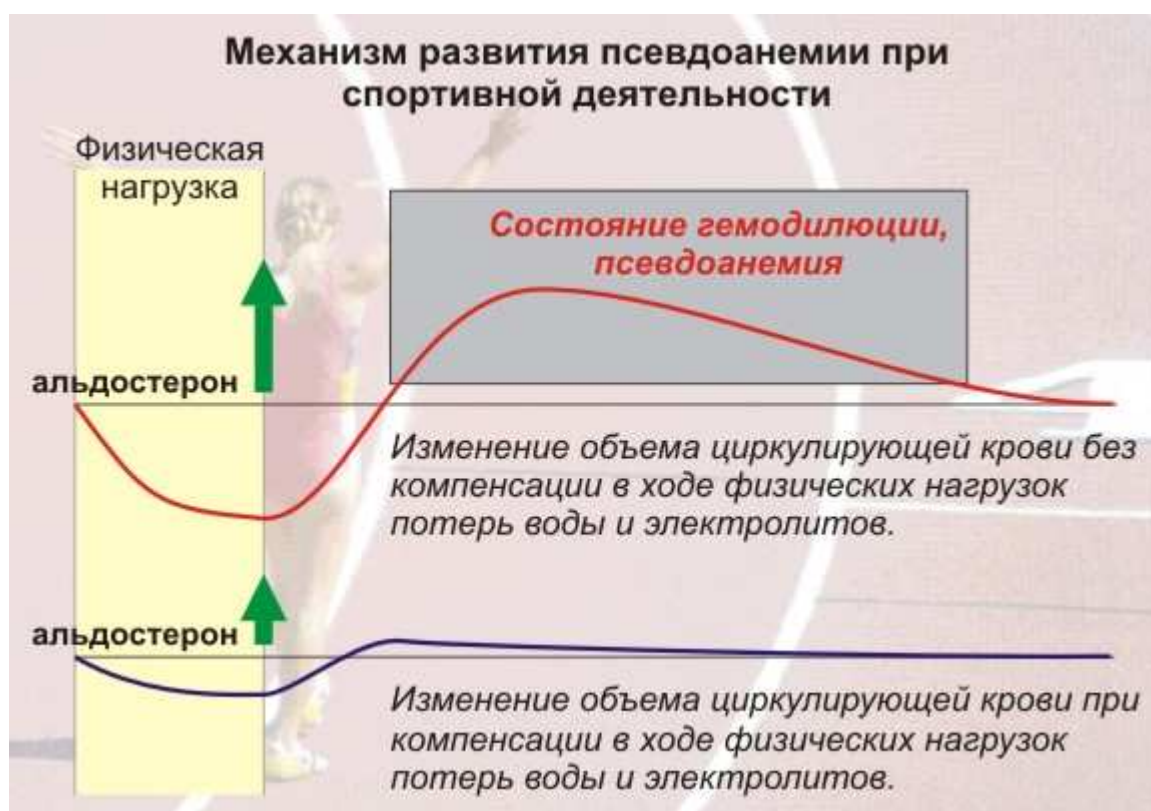 Механизм развития псевдоанемии при
спортивной деятельности
Физическая
нагрузка
Состояние гемодилюции,
псевдоанемия
альдостерон
Изменение объема циркулирующей крови без
компенсации в ходе физических нагрузок
потерь воды и электролитов.
альдостерон
Изменение объема циркулирующей крови при
компенсации в ходе физических нагрузок
потерь воды и электролитов.